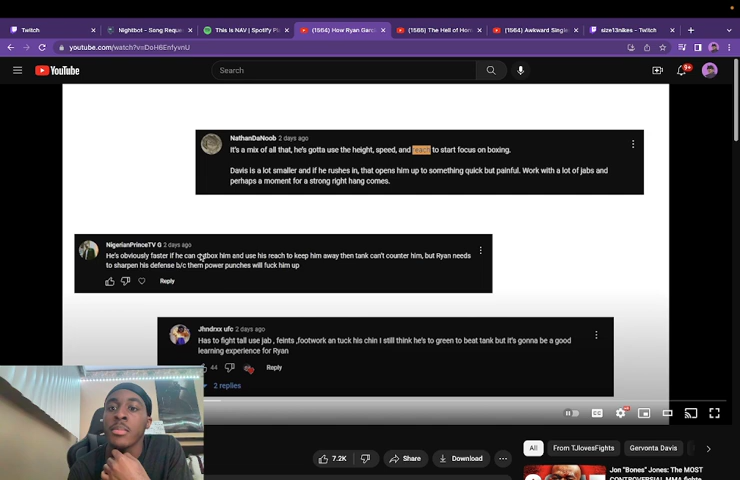 Twitch
Nightbot - Song Reque
This Is NAV | Spotify Pl
(1564) How Ryan Garc
(1565) The Hell of Horo
(1564) Awkward Single
size13nikes - Twitch
youtube.com/watch?v=iDoH6EnfyvnU
YouTube
Search
9+
NathanDaNoob 2 days ago
It's a mix of all that, he's gotta use the height, speed, and react to start focus on boxing.
Davis is a lot smaller and if he rushes in, that opens him up to something quick but painful. Work with a lot of jabs and
perhaps a moment for a strong right hang comes.
NigerianPrinceTV G 2 days ago
He's obviously faster if he can outbox him and use his reach to keep him away then tank can't counter him, but Ryan needs
to sharpen his defense b/c them power punches will fuck him up
Reply
Jhndrxx ufc 2 days ago
Has to fight tall use jab , feints ,footwork an tuck his chin I still think he's to green to beat tank but it's gonna be a good
learning experience for Ryan
44 Reply
2 replies
CC
7.2K Share Download
All From TJlovesFights Gervonta Davis
Jon "Bones" Jones: The MOST
CONTROVERSIAL MMA fighte